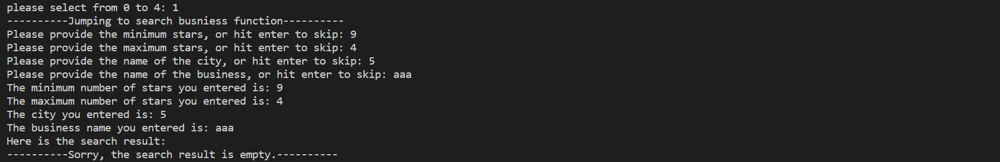 please select from 0 to 4: 1
----------Jumping to search busniess function----------
Please provide the minimum stars, or hit enter to skip: 9
Please provide the maximum stars, or hit enter to skip: 4
Please provide the name of the city, or hit enter to skip: 5
Please provide the name of the business, or hit enter to skip: aaa
The minimum number of stars you entered is: 9
The maximum number of stars you entered is: 4
The city you entered is: 5
The business name you entered is: aaa
Here is the search result:
----------Sorry, the search result is empty.----------